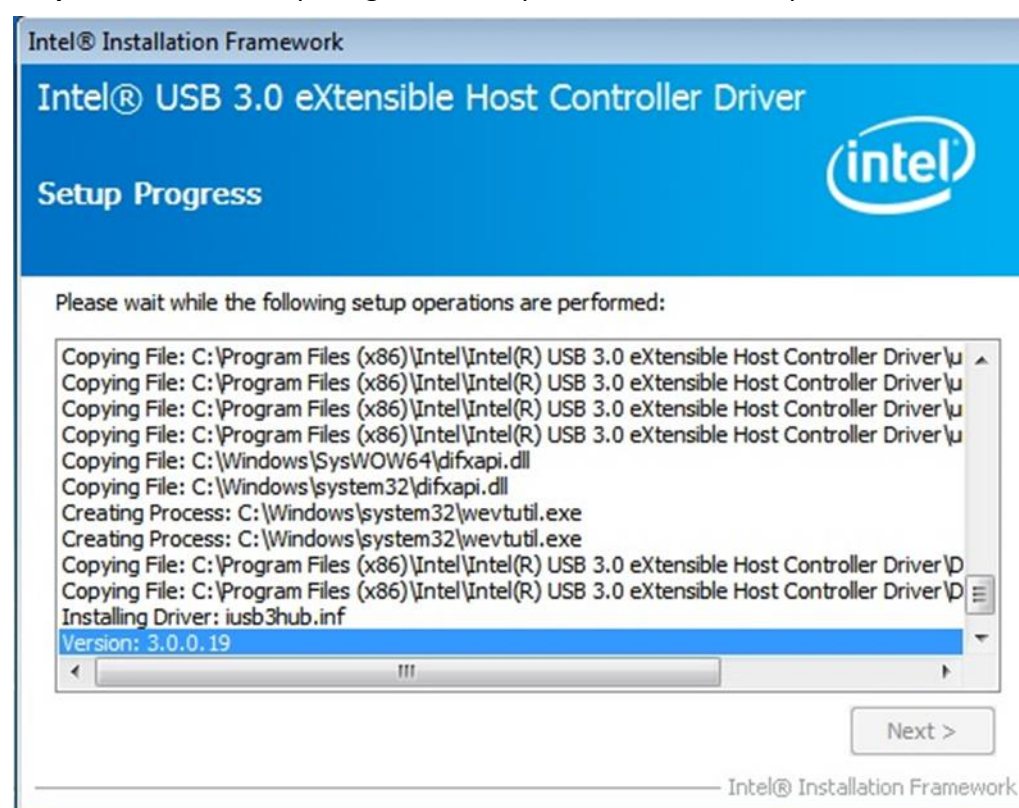 Intel® Installation Framework
Intel® USB 3.0 eXtensible Host Controller Driver
intel
Setup Progress
Please wait while the following setup operations are performed:
Copying File: C:\Program Files (x86)\Intel\Intel(R) USB 3.0 eXtensible Host Controller Driver\u
Copying File: C:\Program Files (x86)\Intel\Intel(R) USB 3.0 eXtensible Host Controller Driver\u
Copying File: C:\Program Files (x86)\Intel\Intel(R) USB 3.0 eXtensible Host Controller Driver\u
Copying File: C:\Program Files (x86)\Intel\Intel(R) USB 3.0 eXtensible Host Controller Driver\u
Copying File: C:\Windows\SysWOW64\difxapi.dll
Copying File: C:\Windows\system32\difxapi.dll
Creating Process: C:\Windows\system32\wevtutil.exe
Creating Process: C:\Windows\system32\wevtutil.exe
Copying File: C:\Program Files (x86)\Intel\Intel(R) USB 3.0 eXtensible Host Controller Driver\D
Copying File: C:\Program Files (x86)\Intel\Intel(R) USB 3.0 eXtensible Host Controller Driver\D
Installing Driver: iusb3hub.inf
Version: 3.0.0.19
Next >
Intel® Installation Framework